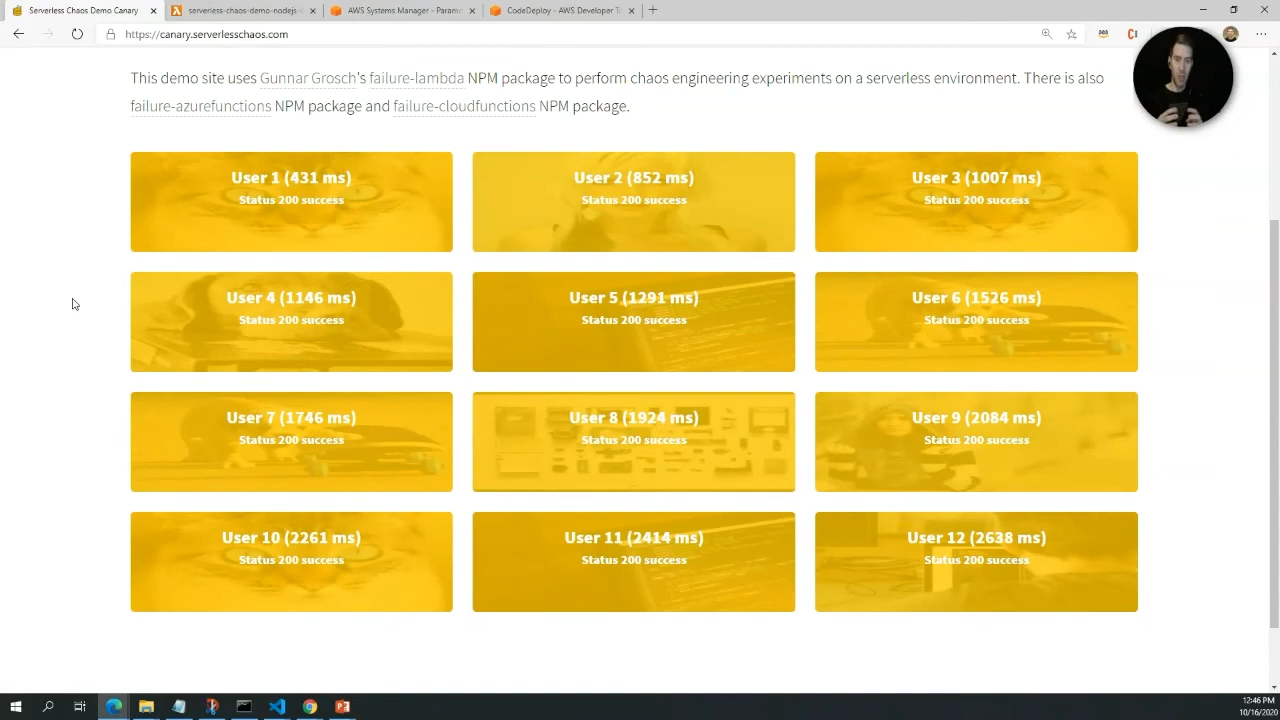 Serverless Chaos Demo Canary
serverless-chaos-demo-nodejs-
AWS Systems Manager - Param
CodeDeploy - AWS Developer To
https://canary.serverlesschaos.com
This demo site uses Gunnar Grosch's failure-lambda NPM package to perform chaos engineering experiments on a serverless environment. There is also
failure-azurefunctions NPM package and failure-cloudfunctions NPM package.
User 1 (431 ms)
Status 200 success
User 2 (852 ms)
Status 200 success
User 3 (1007 ms)
Status 200 success
User 4 (1146 ms)
Status 200 success
User 5 (1291 ms)
Status 200 success
User 6 (1526 ms)
Status 200 success
User 7 (1746 ms)
Status 200 success
User 8 (1924 ms)
Status 200 success
User 9 (2084 ms)
Status 200 success
User 10 (2261 ms)
Status 200 success
User 11 (2414 ms)
Status 200 success
User 12 (2638 ms)
Status 200 success
12:46 PM
10/16/2020